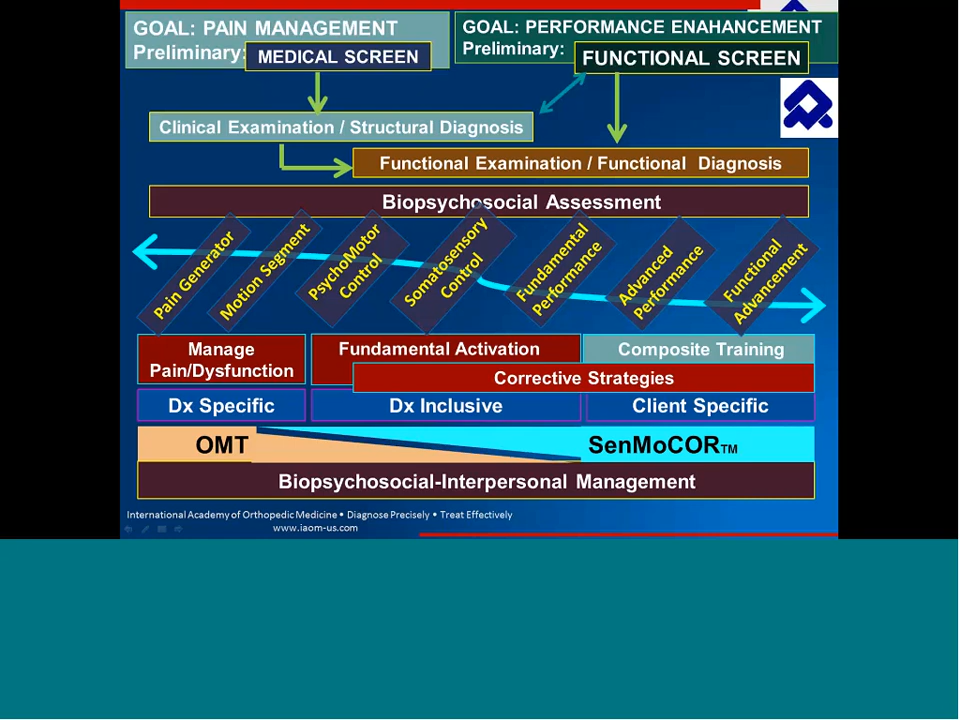 GOAL: PAIN MANAGEMENT
Preliminary:
MEDICAL SCREEN
GOAL: PERFORMANCE ENAHANCEMENT
Preliminary:
FUNCTIONAL SCREEN
Clinical Examination / Structural Diagnosis
Functional Examination / Functional Diagnosis
Biopsychosocial Assessment
Pain Generator
Motion Segment
PsychoMotor
Control
Somatosensory
Control
Fundamental
Performance
Advanced
Performance
Functional
Advancement
Manage
Pain/Dysfunction
Fundamental Activation
Composite Training
Corrective Strategies
Dx Specific
Dx Inclusive
Client Specific
OMT
SenMoCOR™
Biopsychosocial-Interpersonal Management
International Academy of Orthopedic Medicine • Diagnose Precisely • Treat Effectively
www.iaom-us.com